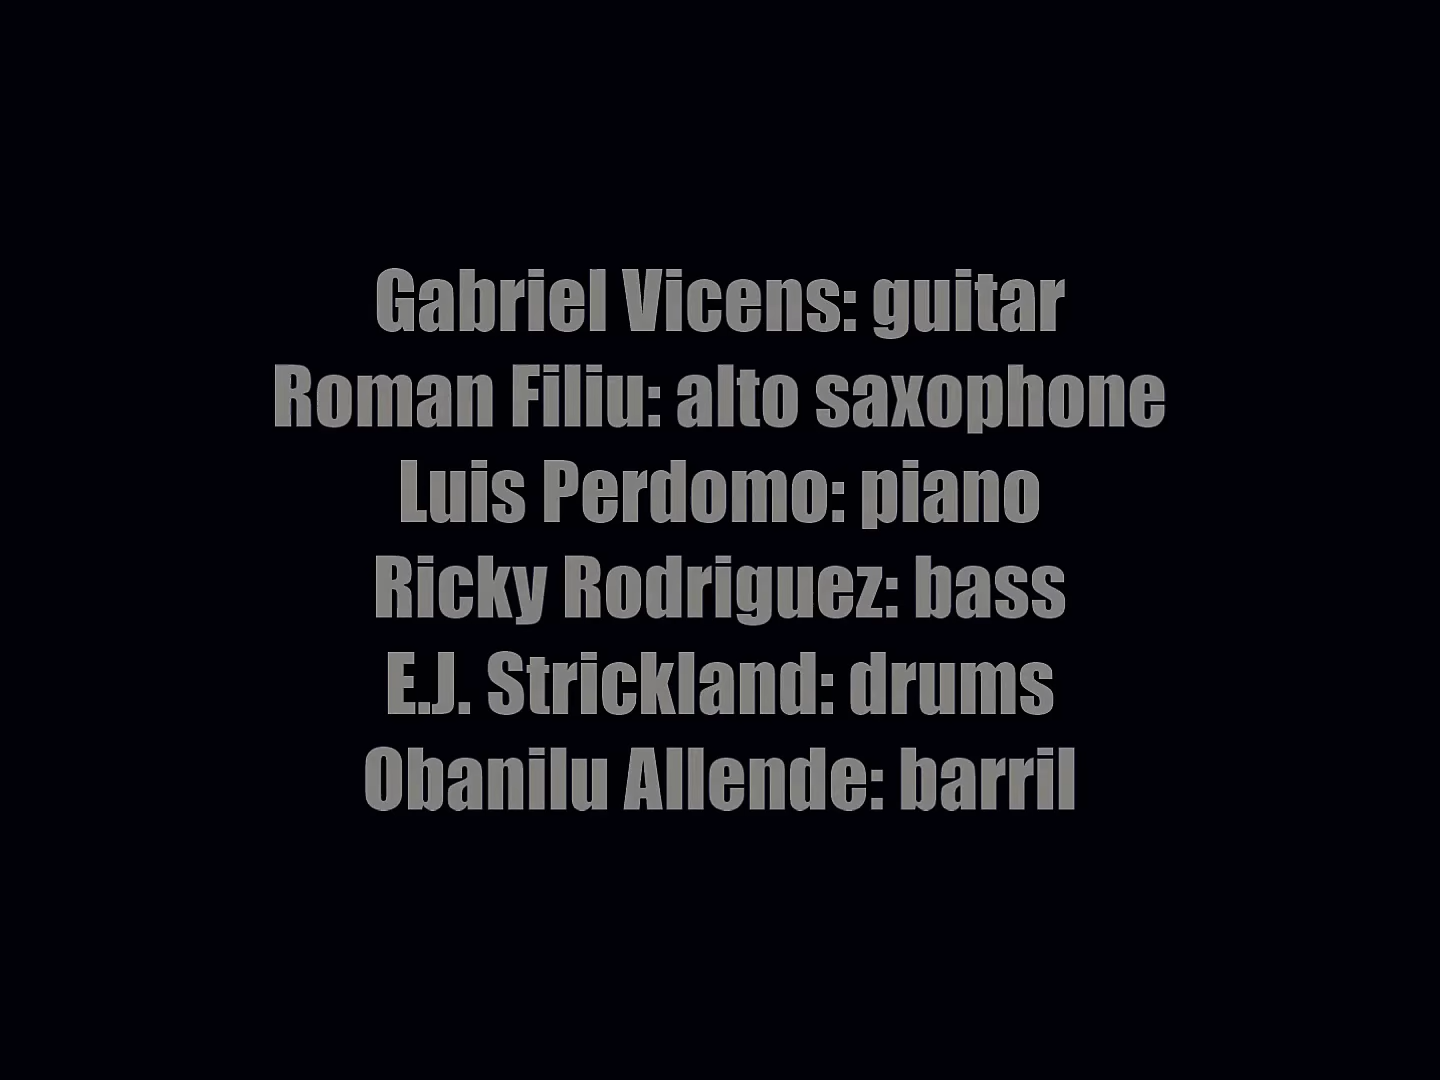 Gabriel Vicens: guitar
Roman Filiu: alto saxophone
Luis Perdomo: piano
Ricky Rodriguez: bass
E.J. Strickland: drums
Obanilu Allende: barril